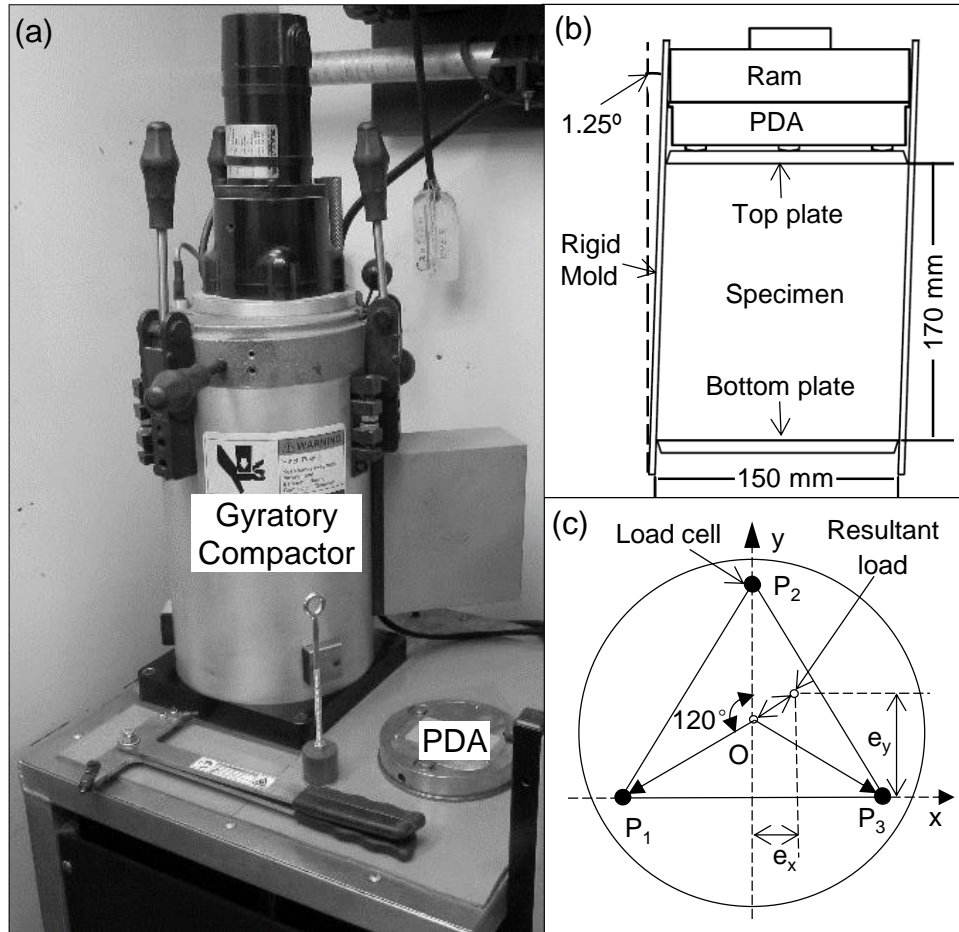 (a)
WARNING
Gyratory
Compactor
PDA
(b)
Ram
1.25º
PDA
Top plate
Rigid
Mold
Specimen
170 mm
Bottom plate
150 mm
(c)
Load cell
y
Resultant
load
P2
120°
O
ey
P1
P3
x
ex